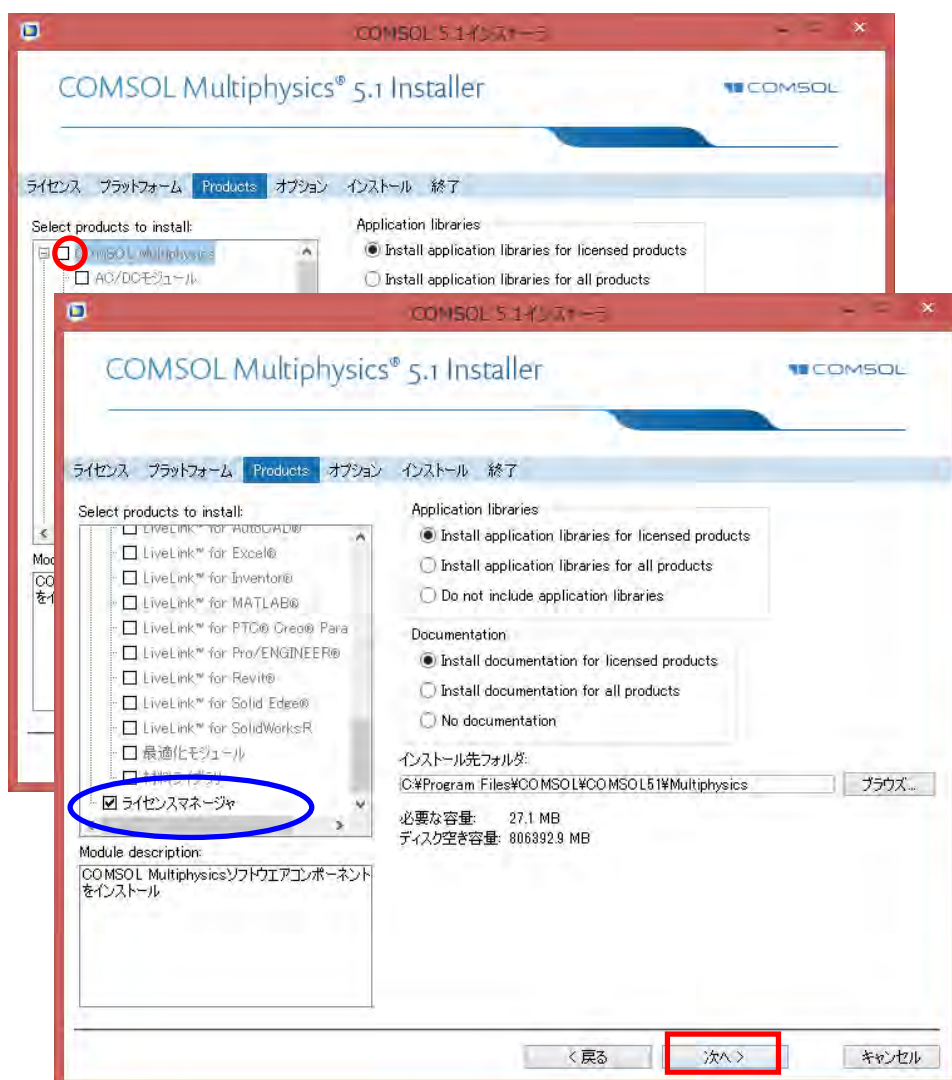 COMSOL 5.1インストーラ
COMSOL Multiphysics® 5.1 Installer
COMSOL
ライセンス プラットフォーム Products オプション インストール 終了
Select products to install:
COMSOL Multiphysics
AC/DCモジュール
Application libraries
Install application libraries for licensed products
Install application libraries for all products
COMSOL 5.1インストーラ
COMSOL Multiphysics® 5.1 Installer
COMSOL
ライセンス プラットフォーム Products オプション インストール 終了
Select products to install:
LiveLink™ for AutoCAD®
LiveLink™ for Excel®
LiveLink™ for Inventor®
LiveLink™ for MATLAB®
LiveLink™ for PTC® Creo® Para
LiveLink™ for Pro/ENGINEER®
LiveLink™ for Revit®
LiveLink™ for Solid Edge®
LiveLink™ for SolidWorksR
最適化モジュール
ライセンスマネージャ
Module description:
COMSOL Multiphysicsソフトウエアコンポーネント
をインストール
Application libraries
Install application libraries for licensed products
Install application libraries for all products
Do not include application libraries
Documentation
Install documentation for licensed products
Install documentation for all products
No documentation
インストール先フォルダ:
C:¥Program Files¥COMSOL¥COMSOL51¥Multiphysics
ブラウズ...
必要な容量: 27.1 MB
ディスク空き容量: 806392.9 MB
< 戻る
次へ >
キャンセル